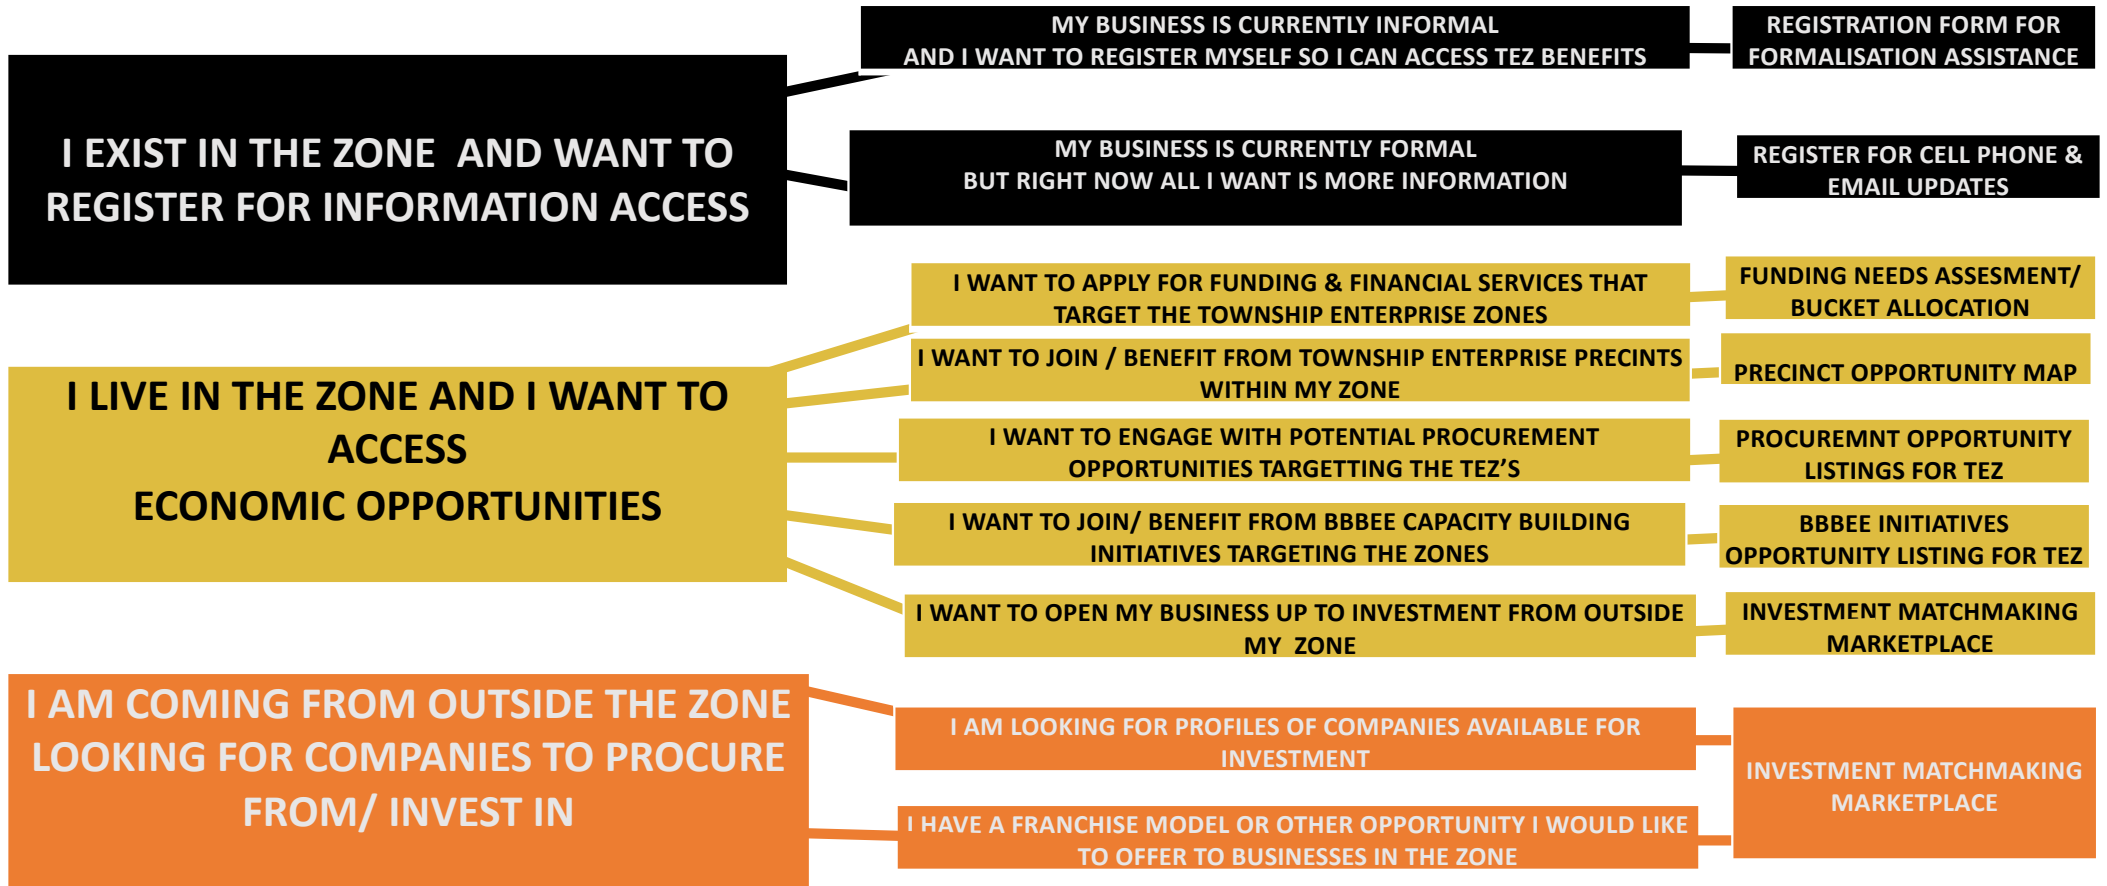 I EXIST IN THE ZONE AND WANT TO
REGISTER FOR INFORMATION ACCESS
MY BUSINESS IS CURRENTLY INFORMAL
AND I WANT TO REGISTER MYSELF SO I CAN ACCESS TEZ BENEFITS
REGISTRATION FORM FOR
FORMALISATION ASSISTANCE
MY BUSINESS IS CURRENTLY FORMAL
BUT RIGHT NOW ALL I WANT IS MORE INFORMATION
REGISTER FOR CELL PHONE &
EMAIL UPDATES
I LIVE IN THE ZONE AND I WANT TO
ACCESS
ECONOMIC OPPORTUNITIES
I WANT TO APPLY FOR FUNDING & FINANCIAL SERVICES THAT
TARGET THE TOWNSHIP ENTERPRISE ZONES
FUNDING NEEDS ASSESMENT/
BUCKET ALLOCATION
I WANT TO JOIN / BENEFIT FROM TOWNSHIP ENTERPRISE PRECINTS
WITHIN MY ZONE
PRECINCT OPPORTUNITY MAP
I WANT TO ENGAGE WITH POTENTIAL PROCUREMENT
OPPORTUNITIES TARGETTING THE TEZ’S
PROCUREMNT OPPORTUNITY
LISTINGS FOR TEZ
I WANT TO JOIN/ BENEFIT FROM BBBEE CAPACITY BUILDING
INITIATIVES TARGETING THE ZONES
BBBEE INITIATIVES
OPPORTUNITY LISTING FOR TEZ
I WANT TO OPEN MY BUSINESS UP TO INVESTMENT FROM OUTSIDE
MY ZONE
INVESTMENT MATCHMAKING
MARKETPLACE
I AM COMING FROM OUTSIDE THE ZONE
LOOKING FOR COMPANIES TO PROCURE
FROM/ INVEST IN
I AM LOOKING FOR PROFILES OF COMPANIES AVAILABLE FOR
INVESTMENT
I HAVE A FRANCHISE MODEL OR OTHER OPPORTUNITY I WOULD LIKE
TO OFFER TO BUSINESSES IN THE ZONE
INVESTMENT MATCHMAKING
MARKETPLACE